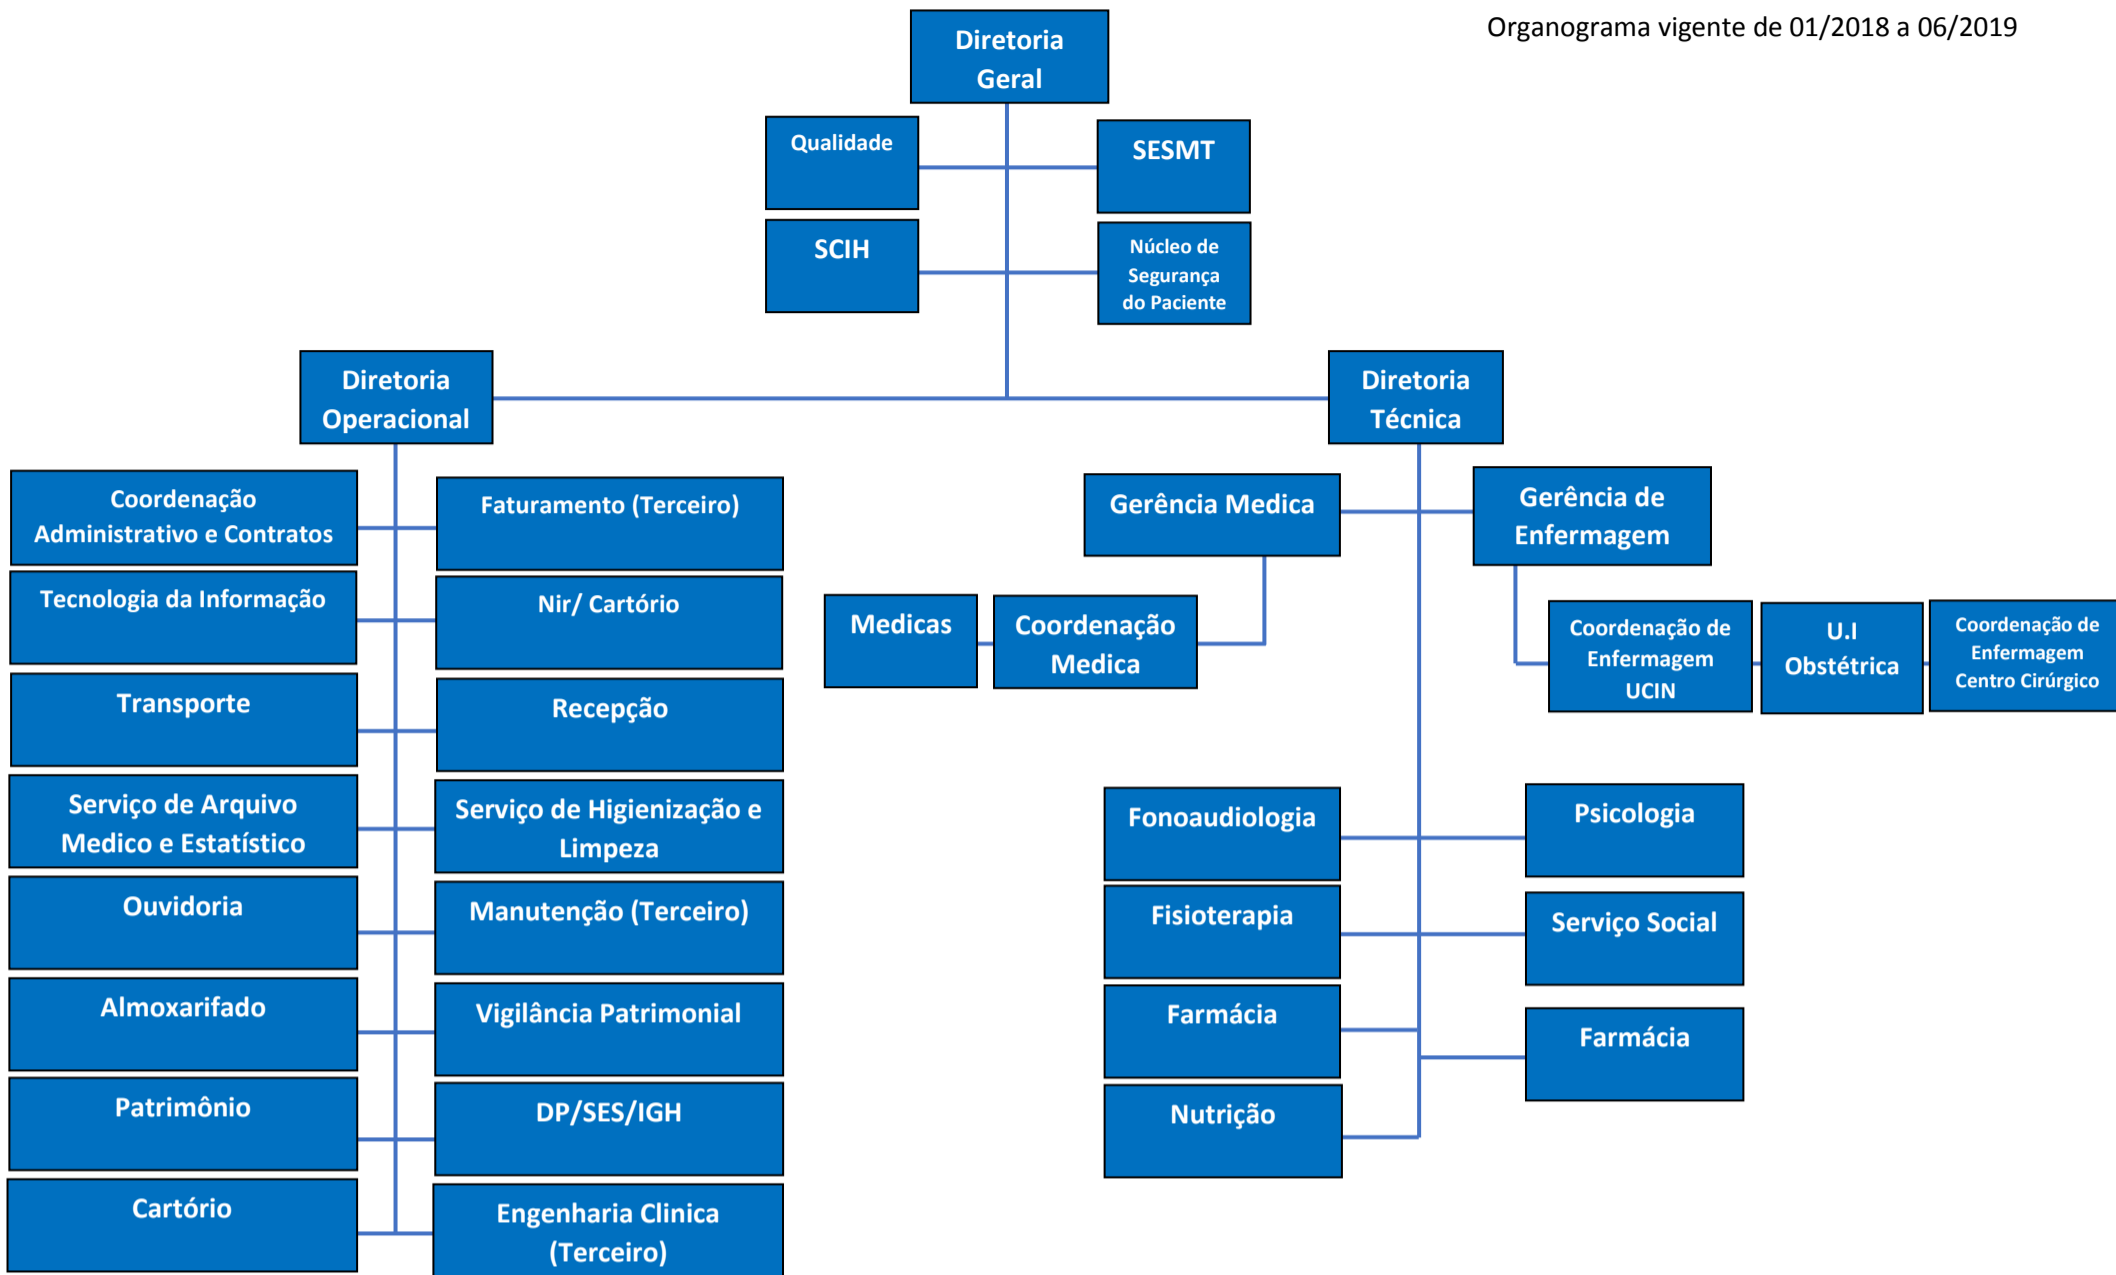 Organograma vigente de 01/2018 a 06/2019
Diretoria
Geral
Qualidade
SESMT
SCIH
Núcleo de
Segurança
do Paciente
Diretoria
Operacional
Diretoria
Técnica
Coordenação
Administrativo e Contratos
Faturamento (Terceiro)
Tecnologia da Informação
Nir/ Cartório
Transporte
Recepção
Serviço de Arquivo
Medico e Estatístico
Serviço de Higienização e
Limpeza
Ouvidoria
Manutenção (Terceiro)
Almoxarifado
Vigilância Patrimonial
Patrimônio
DP/SES/IGH
Cartório
Engenharia Clinica
(Terceiro)
Gerência Medica
Gerência de
Enfermagem
Medicas
Coordenação
Medica
Coordenação de
Enfermagem
UCIN
U.I
Obstétrica
Coordenação de
Enfermagem
Centro Cirúrgico
Fonoaudiologia
Psicologia
Fisioterapia
Serviço Social
Farmácia
Farmácia
Nutrição